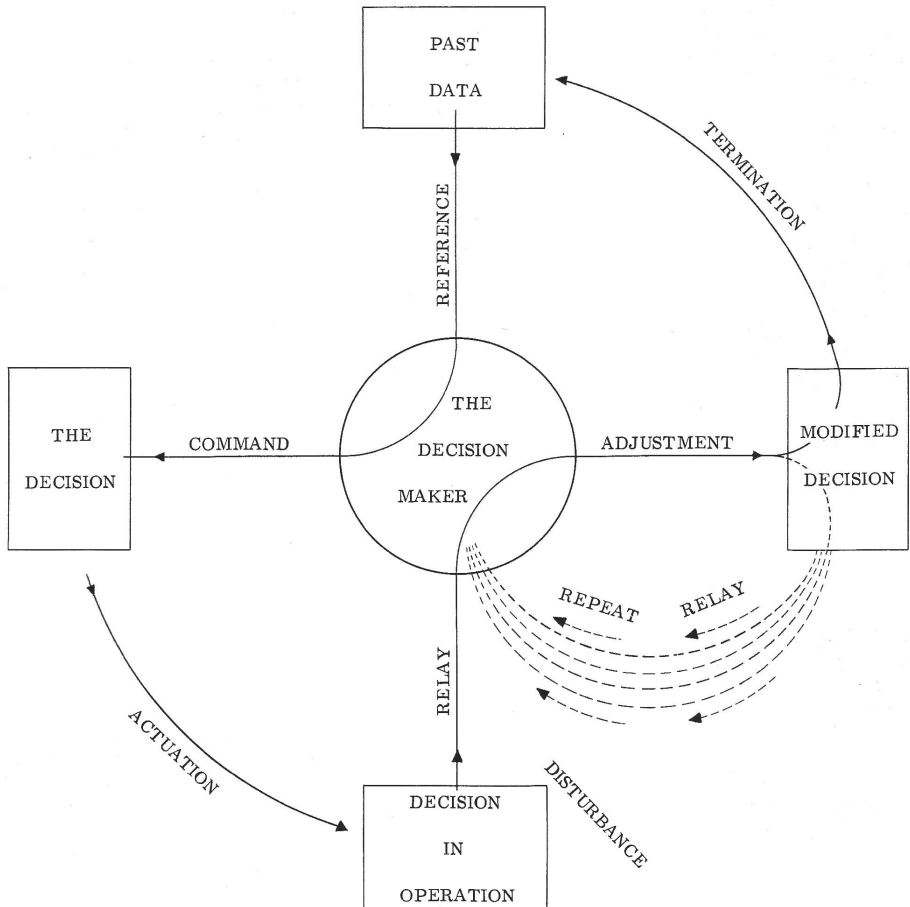 PAST
DATA
TERMINATION
REFERENCE
THE
DECISION
COMMAND
THE
DECISION
MAKER
ADJUSTMENT
MODIFIED
DECISION
REPEAT
RELAY
RELAY
ACTUATION
DISTURBANCE
DECISION
IN
OPERATION